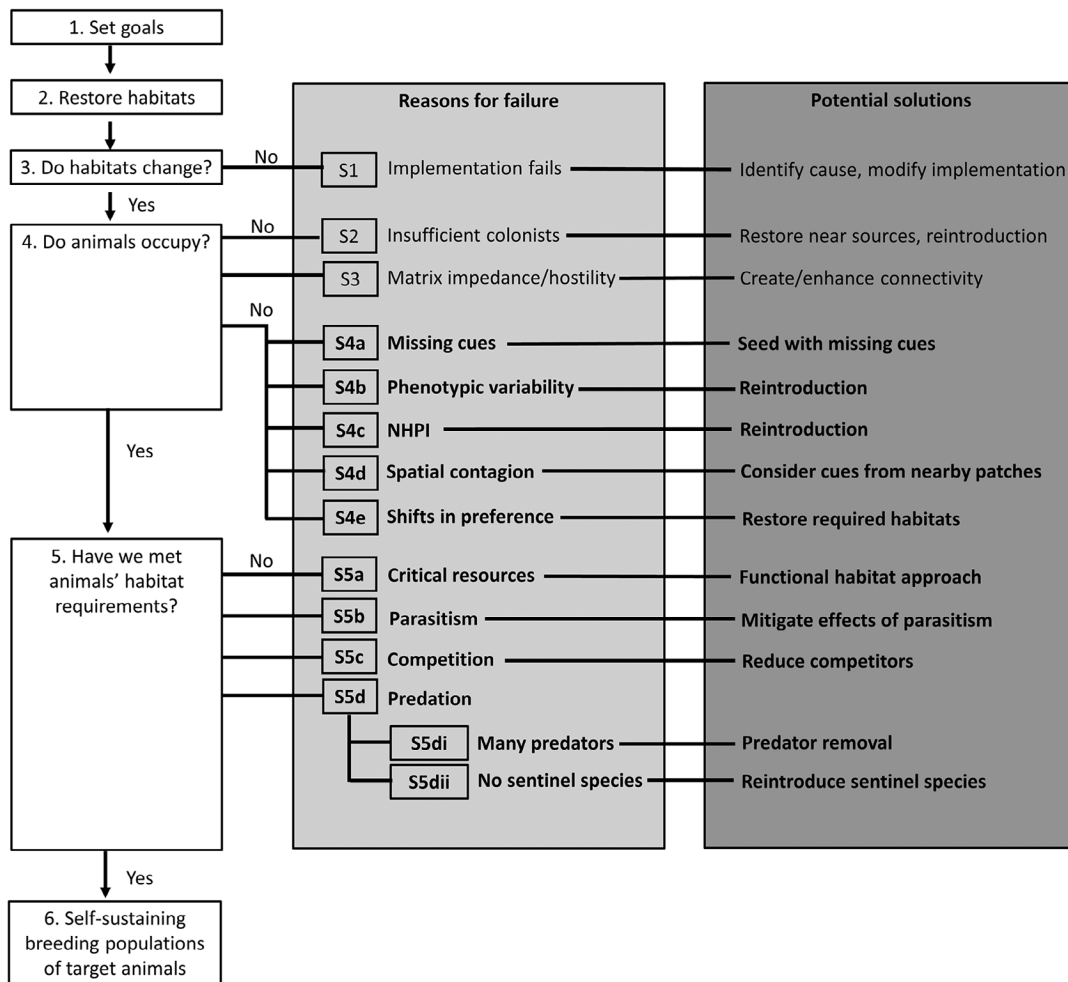 1. Set goals
2. Restore habitats
3. Do habitats change?
No
Yes
4. Do animals occupy?
No
No
Yes
5. Have we met
animals' habitat
requirements?
No
Yes
6. Self-sustaining
breeding populations
of target animals
Reasons for failure
Potential solutions
S1 Implementation fails Identify cause, modify implementation
S2 Insufficient colonists Restore near sources, reintroduction
S3 Matrix impedance/hostility Create/enhance connectivity
S4a Missing cues Seed with missing cues
S4b Phenotypic variability Reintroduction
S4c NHPI Reintroduction
S4d Spatial contagion Consider cues from nearby patches
S4e Shifts in preference Restore required habitats
S5a Critical resources Functional habitat approach
S5b Parasitism Mitigate effects of parasitism
S5c Competition Reduce competitors
S5d Predation
S5di Many predators Predator removal
S5dii No sentinel species Reintroduce sentinel species